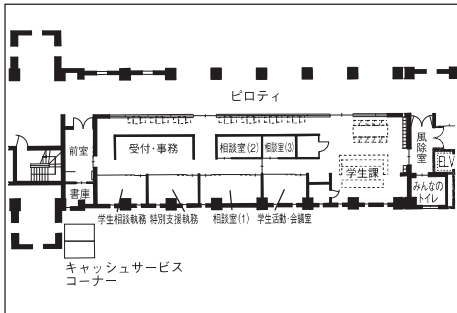 ピロティ
前室
受付・事務
相談室(2)
相談室(3)
風除室
ELV
学生課
書庫
みんなの
トイレ
学生相談執務
特別支援執務
相談室(1)
学生活動・会議室
キャッシュサービス
コーナー